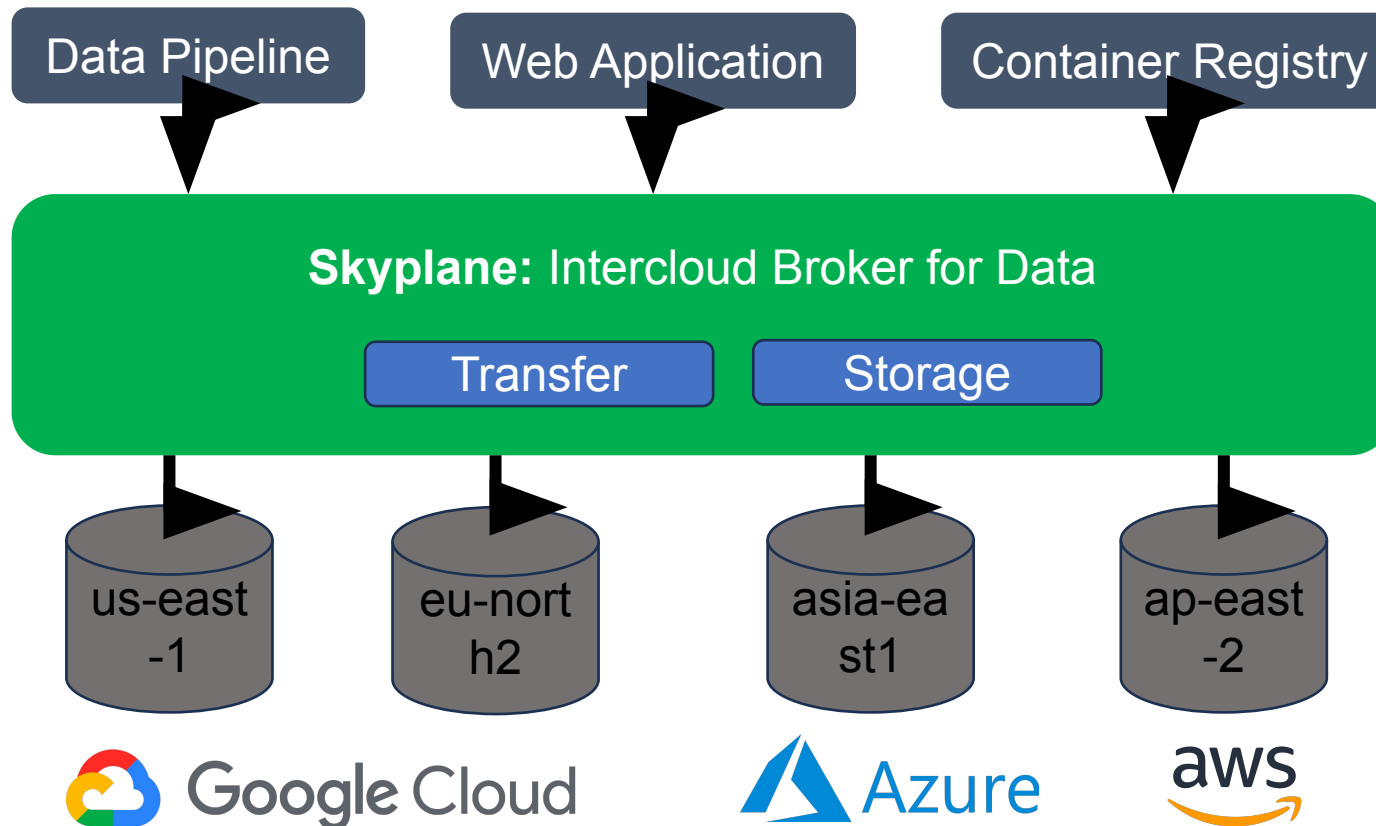 Data Pipeline
Web Application
Container Registry
Skyplane: Intercloud Broker for Data
Transfer
Storage
us-east
-1
eu-nort
h2
asia-ea
st1
ap-east
-2
Google Cloud
Azure
aws